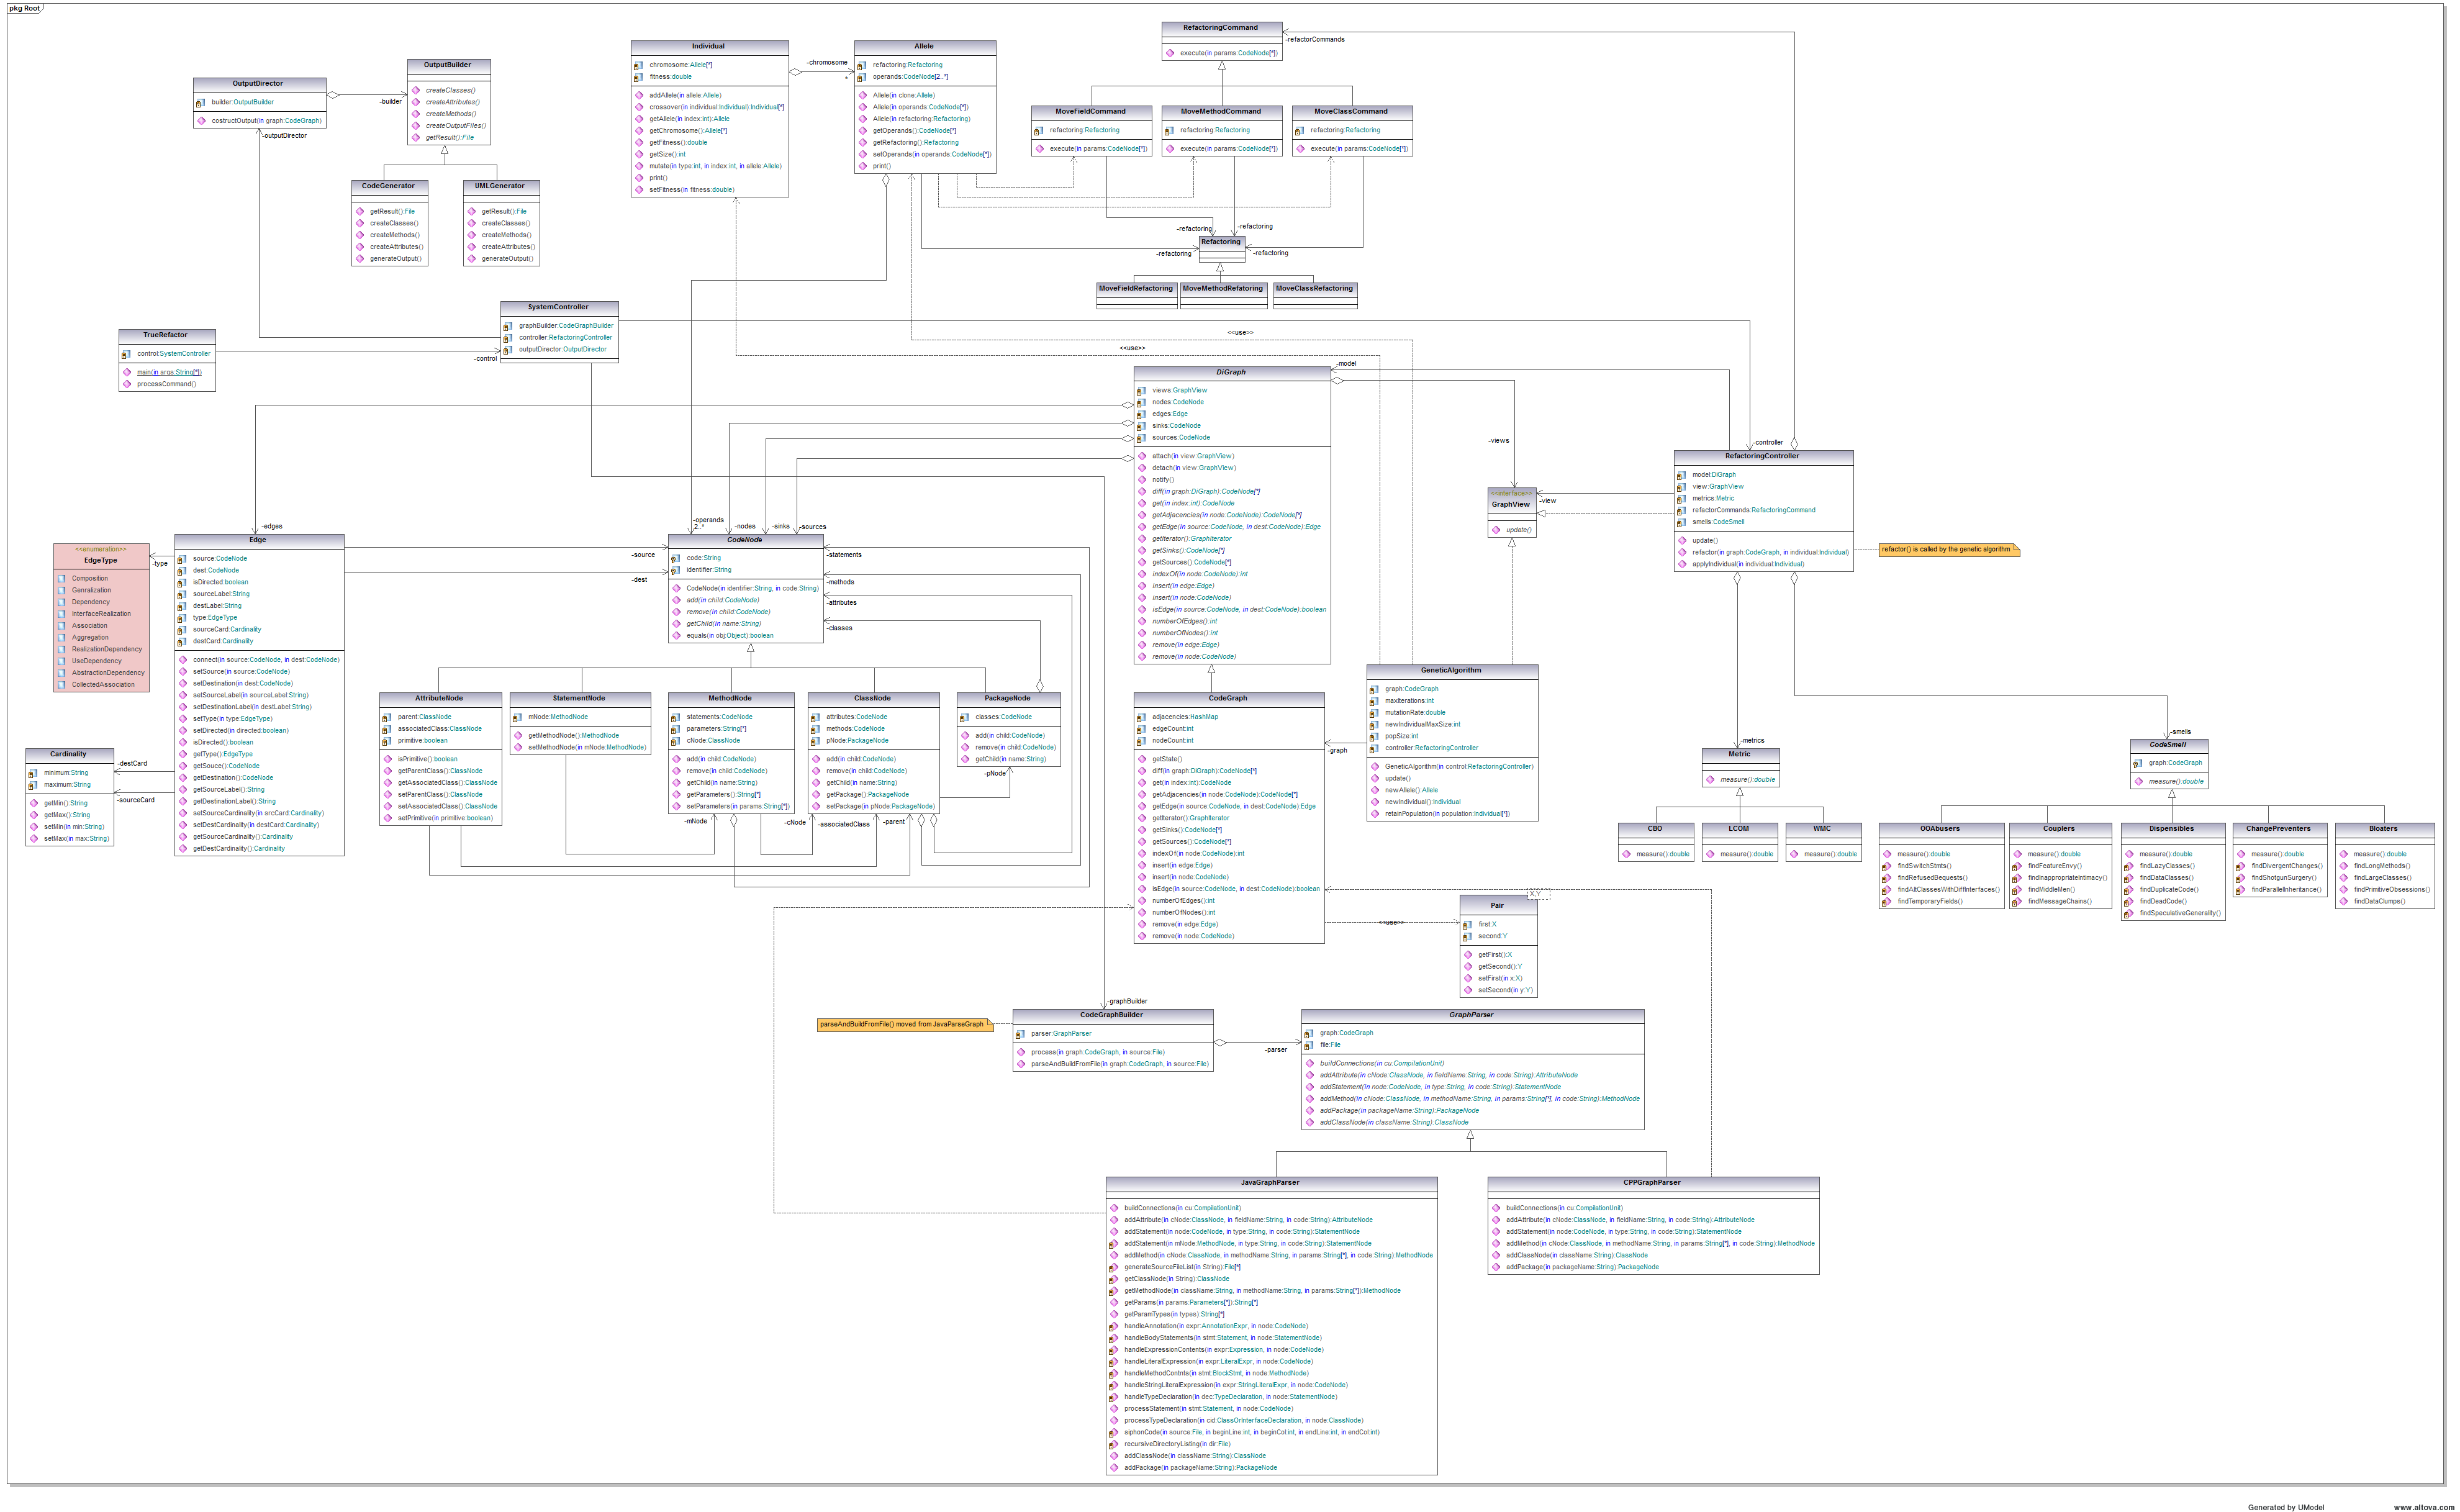 pkg Root
RefactoringCommand
execute(in params:CodeNode[*])
-refactorCommands
Individual
chromosome:Allele[*]
fitness:double
addAllele(in allele:Allele)
crossover(in individual:Individual):Individual[*]
getAllele(in index:int):Allele
getChromosome():Allele[*]
getFitness():double
getSize():int
mutate(in type:int, in index:int, in allele:Allele)
print()
setFitness(in fitness:double)
-chromosome
*
Allele
refactoring:Refactoring
operands:CodeNode[2..*]
Allele(in clone:Allele)
Allele(in operands:CodeNode[*])
Allele(in refactoring:Refactoring)
getOperands():CodeNode[*]
getRefactoring():Refactoring
setOperands(in operands:CodeNode[*])
print()
OutputDirector
builder:OutputBuilder
costructOutput(in graph:CodeGraph)
-builder
-outputDirector
OutputBuilder
createClasses()
createAttributes()
createMethods()
createOutputFiles()
getResult():File
CodeGenerator
getResult():File
createClasses()
createMethods()
createAttributes()
generateOutput()
UMLGenerator
getResult():File
createClasses()
createMethods()
createAttributes()
generateOutput()
MoveFieldCommand
refactoring:Refactoring
execute(in params:CodeNode[*])
MoveMethodCommand
refactoring:Refactoring
execute(in params:CodeNode[*])
MoveClassCommand
refactoring:Refactoring
execute(in params:CodeNode[*])
-refactoring
-refactoring
-refactoring
-refactoring
Refactoring
MoveFieldRefactoring
MoveMethodRefatoring
MoveClassRefactoring
SystemController
graphBuilder:CodeGraphBuilder
controller:RefactoringController
outputDirector:OutputDirector
TrueRefactor
control:SystemController
main(in args:String[*])
processCommand()
-control
<<use>>
<<use>>
-model
DiGraph
views:GraphView
nodes:CodeNode
edges:Edge
sinks:CodeNode
sources:CodeNode
attach(in view:GraphView)
detach(in view:GraphView)
notify()
diff(in graph:DiGraph):CodeNode[*]
get(in index:int):CodeNode
getAdjacencies(in node:CodeNode):CodeNode[*]
getEdge(in source:CodeNode, in dest:CodeNode):Edge
getIterator():GraphIterator
getSinks():CodeNode[*]
getSources():CodeNode[*]
indexOf(in node:CodeNode):int
insert(in edge:Edge)
insert(in node:CodeNode)
isEdge(in source:CodeNode, in dest:CodeNode):boolean
numberOfEdges():int
numberOfNodes():int
remove(in edge:Edge)
remove(in node:CodeNode)
-views
<<interface>>
GraphView
update()
-view
-controller
RefactoringController
model:DiGraph
view:GraphView
metrics:Metric
refactorCommands:RefactoringCommand
smells:CodeSmell
update()
refactor(in graph:CodeGraph, in individual:Individual)
applyIndividual(in individual:Individual)
refactor() is called by the genetic algorithm
<<enumeration>>
EdgeType
Composition
Genralization
Dependency
InterfaceRealization
Association
Aggregation
RealizationDependency
UseDependency
AbstractionDependency
CollectedAssociation
-type
-edges
Edge
source:CodeNode
dest:CodeNode
isDirected:boolean
sourceLabel:String
destLabel:String
type:EdgeType
sourceCard:Cardinality
destCard:Cardinality
connect(in source:CodeNode, in dest:CodeNode)
setSource(in source:CodeNode)
setDestination(in dest:CodeNode)
setSourceLabel(in sourceLabel:String)
setDestinationLabel(in destLabel:String)
setType(in type:EdgeType)
setDirected(in directed:boolean)
isDirected():boolean
getType():EdgeType
getSouce():CodeNode
getDestination():CodeNode
getSourceLabel():String
getDestinationLabel():String
setSourceCardinality(in srcCard:Cardinality)
setDestCardinality(in destCard:Cardinality)
getSourceCardinality():Cardinality
getDestCardinality():Cardinality
Cardinality
minimum:String
maximum:String
getMin():String
getMax():String
setMin(in min:String)
setMax(in max:String)
-destCard
-sourceCard
-source
-dest
-operands
2..*
-nodes
-sinks
-sources
CodeNode
code:String
identifier:String
CodeNode(in identifier:String, in code:String)
add(in child:CodeNode)
remove(in child:CodeNode)
getChild(in name:String)
equals(in obj:Object):boolean
-statements
-methods
-attributes
-classes
AttributeNode
parent:ClassNode
associatedClass:ClassNode
primitive:boolean
isPrimitive():boolean
getParentClass():ClassNode
getAssociatedClass():ClassNode
setParentClass():ClassNode
setAssociatedClass():ClassNode
setPrimitive(in primitive:boolean)
StatementNode
mNode:MethodNode
getMethodNode():MethodNode
setMethodNode(in mNode:MethodNode)
MethodNode
statements:CodeNode
parameters:String[*]
cNode:ClassNode
add(in child:CodeNode)
remove(in child:CodeNode)
getChild(in name:String)
getParameters():String[*]
setParameters(in params:String[*])
ClassNode
attributes:CodeNode
methods:CodeNode
pNode:PackageNode
add(in child:CodeNode)
remove(in child:CodeNode)
getChild(in name:String)
getPackage():PackageNode
setPackage(in pNode:PackageNode)
PackageNode
classes:CodeNode
add(in child:CodeNode)
remove(in child:CodeNode)
getChild(in name:String)
-pNode
-mNode
-cNode
-associatedClass
-parent
CodeGraph
adjacencies:HashMap
edgeCount:int
nodeCount:int
getState()
diff(in graph:DiGraph):CodeNode[*]
get(in index:int):CodeNode
getAdjacencies(in node:CodeNode):CodeNode[*]
getEdge(in source:CodeNode, in dest:CodeNode):Edge
getIterator():GraphIterator
getSinks():CodeNode[*]
getSources():CodeNode[*]
indexOf(in node:CodeNode):int
insert(in edge:Edge)
insert(in node:CodeNode)
isEdge(in source:CodeNode, in dest:CodeNode):boolean
numberOfEdges():int
numberOfNodes():int
remove(in edge:Edge)
remove(in node:CodeNode)
-graph
GeneticAlgorithm
graph:CodeGraph
maxIterations:int
mutationRate:double
newIndividualMaxSize:int
popSize:int
controller:RefactoringController
GeneticAlgorithm(in control:RefactoringController)
update()
newAllele():Allele
newIndividual():Individual
retainPopulation(in population:Individual[*])
-metrics
Metric
measure():double
CBO
measure():double
LCOM
measure():double
WMC
measure():double
-smells
CodeSmell
graph:CodeGraph
measure():double
OOAbusers
measure():double
findSwitchStmts()
findRefusedBequests()
findAltClassesWithDiffInterfaces()
findTemporaryFields()
Couplers
measure():double
findFeatureEnvy()
findInappropriateIntimacy()
findMiddleMen()
findMessageChains()
Dispensibles
measure():double
findLazyClasses()
findDataClasses()
findDuplicateCode()
findDeadCode()
findSpeculativeGenerality()
ChangePreventers
measure():double
findDivergentChanges()
findShotgunSurgery()
findParallelInheritance()
Bloaters
measure():double
findLongMethods()
findLargeClasses()
findPrimitiveObsessions()
findDataClumps()
X,Y
<<use>>
Pair
first:X
second:Y
getFirst():X
getSecond():Y
setFirst(in x:X)
setSecond(in y:Y)
-graphBuilder
parseAndBuildFromFile() moved from JavaParseGraph
CodeGraphBuilder
parser:GraphParser
process(in graph:CodeGraph, in source:File)
parseAndBuildFromFile(in graph:CodeGraph, in source:File)
-parser
GraphParser
graph:CodeGraph
file:File
buildConnections(in cu:CompilationUnit)
addAttribute(in cNode:ClassNode, in fieldName:String, in code:String):AttributeNode
addStatement(in node:CodeNode, in type:String, in code:String):StatementNode
addMethod(in cNode:ClassNode, in methodName:String, in params:String[*], in code:String):MethodNode
addPackage(in packageName:String):PackageNode
addClassNode(in className:String):ClassNode
JavaGraphParser
buildConnections(in cu:CompilationUnit)
addAttribute(in cNode:ClassNode, in fieldName:String, in code:String):AttributeNode
addStatement(in node:CodeNode, in type:String, in code:String):StatementNode
addStatement(in mNode:MethodNode, in type:String, in code:String):StatementNode
addMethod(in cNode:ClassNode, in methodName:String, in params:String[*], in code:String):MethodNode
generateSourceFileList(in String):File[*]
getClassNode(in String):ClassNode
getMethodNode(in className:String, in methodName:String, in params:String[*]):MethodNode
getParams(in params:Parameters[*]):String[*]
getParamTypes(in types):String[*]
handleAnnotation(in expr:AnnotationExpr, in node:CodeNode)
handleBodyStatements(in stmt:Statement, in node:StatementNode)
handleExpressionContents(in expr:Expression, in node:CodeNode)
handleLiteralExpression(in expr:LiteralExpr, in node:CodeNode)
handleMethodContnts(in stmt:BlockStmt, in node:MethodNode)
handleStringLiteralExpression(in expr:StringLiteralExpr, in node:CodeNode)
handleTypeDeclaration(in dec:TypeDeclaration, in node:StatementNode)
processStatement(in stmt:Statement, in node:CodeNode)
processTypeDeclaration(in cid:ClassOrInterfaceDeclaration, in node:ClassNode)
siphonCode(in source:File, in beginLine:int, in beginCol:int, in endLine:int, in endCol:int)
recursiveDirectoryListing(in dir:File)
addClassNode(in className:String):ClassNode
addPackage(in packageName:String):PackageNode
CPPGraphParser
buildConnections(in cu:CompilationUnit)
addAttribute(in cNode:ClassNode, in fieldName:String, in code:String):AttributeNode
addStatement(in node:CodeNode, in type:String, in code:String):StatementNode
addMethod(in cNode:ClassNode, in methodName:String, in params:String[*], in code:String):MethodNode
addClassNode(in className:String):ClassNode
addPackage(in packageName:String):PackageNode
Generated by UModel
www.altova.com